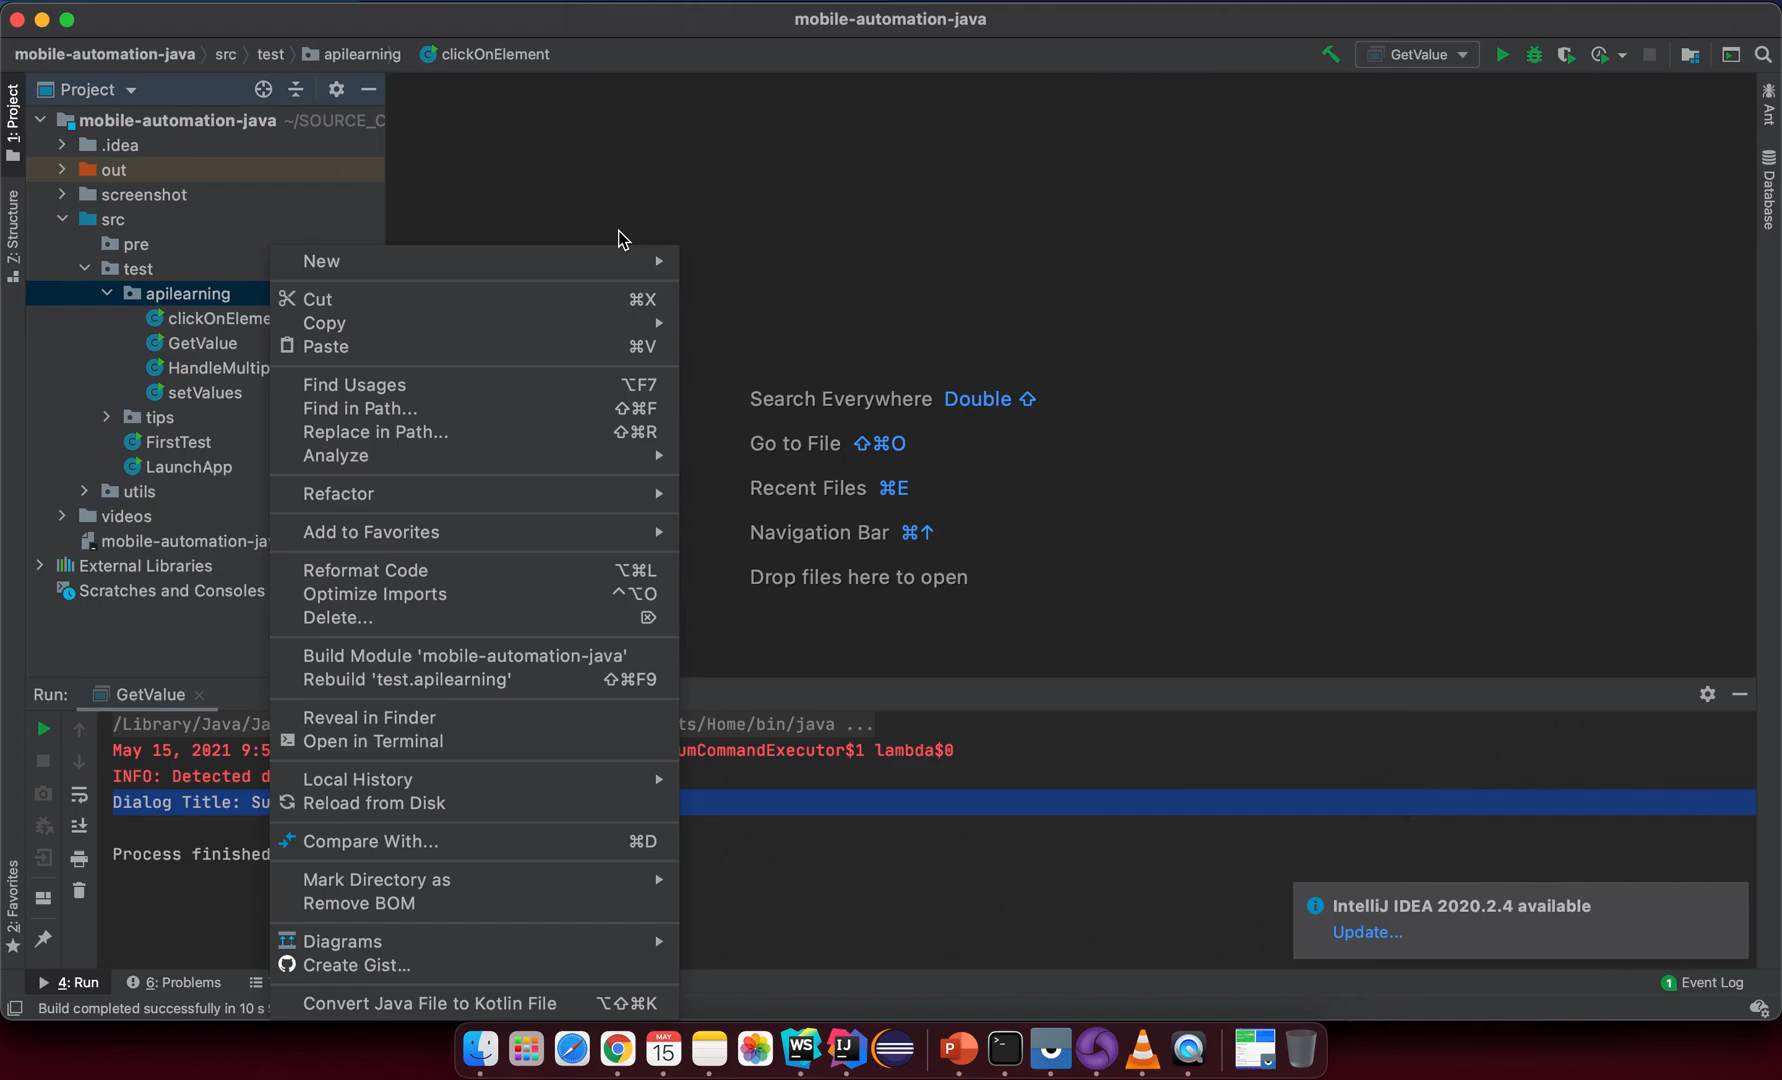 mobile-automation-java
mobile-automation-java src test apilearning clickOnElement
GetValue
1: Project
Project
mobile-automation-java ~/SOURCE_C
.idea
out
screenshot
src
pre
test
apilearning
clickOnEleme
GetValue
HandleMultip
setValues
tips
FirstTest
LaunchApp
utils
videos
mobile-automation-ja
External Libraries
Scratches and Consoles
Z: Structure
2: Favorites
Ant
Database
New
Cut ⌘X
Copy
Paste ⌘V
Find Usages ⌥F7
Find in Path... ⇧⌘F
Replace in Path... ⇧⌘R
Analyze
Refactor
Add to Favorites
Reformat Code ⌥⌘L
Optimize Imports ^⌥O
Delete... ⌦
Build Module 'mobile-automation-java'
Rebuild 'test.apilearning' ⇧⌘F9
Reveal in Finder
Open in Terminal
Local History
Reload from Disk
Compare With... ⌘D
Mark Directory as
Remove BOM
Diagrams
Create Gist...
Convert Java File to Kotlin File ⌥⇧⌘K
Search Everywhere Double ⇧
Go to File ⇧⌘O
Recent Files ⌘E
Navigation Bar ⌘↑
Drop files here to open
Run: GetValue
/Library/Java/Ja ts/Home/bin/java ...
May 15, 2021 9:5 umCommandExecutor$1 lambda$0
INFO: Detected d
Dialog Title: Su
Process finished
IntelliJ IDEA 2020.2.4 available
Update...
4: Run 6: Problems
1 Event Log
Build completed successfully in 10 s
MAY
15
WS
IJ
P